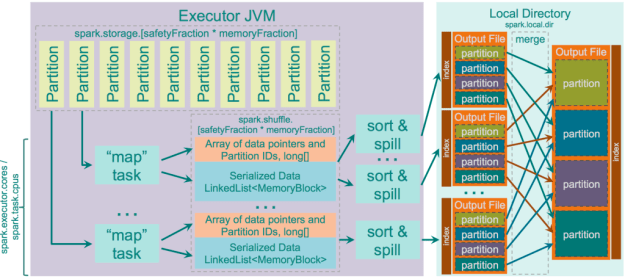 Executor JVM
spark.storage.[safetyFraction * memoryFraction]
Partition
Partition
Partition
Partition
Partition
Partition
Partition
Partition
Partition
Partition
spark.executor.cores /
spark.task.cpus
"map"
task
...
"map"
task
spark.shuffle.
[safetyFraction * memoryFraction]
Array of data pointers and
Partition IDs, long[]
Serialized Data
LinkedList<MemoryBlock>
...
Array of data pointers and
Partition IDs, long[]
Serialized Data
LinkedList<MemoryBlock>
sort &
spill
...
sort &
spill
sort &
spill
Local Directory
spark.local.dir
index
Output File
partition
partition
partition
partition
index
Output File
partition
partition
partition
partition
...
index
Output File
partition
partition
partition
partition
merge
Output File
partition
partition
partition
partition
index